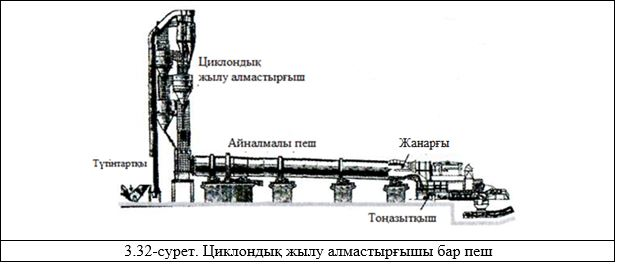 Циклондық
жылу алмастырғыш
Айналмалы пеш
Жанарғы
Түтінтартқы
Тоңазытқыш
3.32-сурет. Циклондық жылу алмастырғышы бар пеш